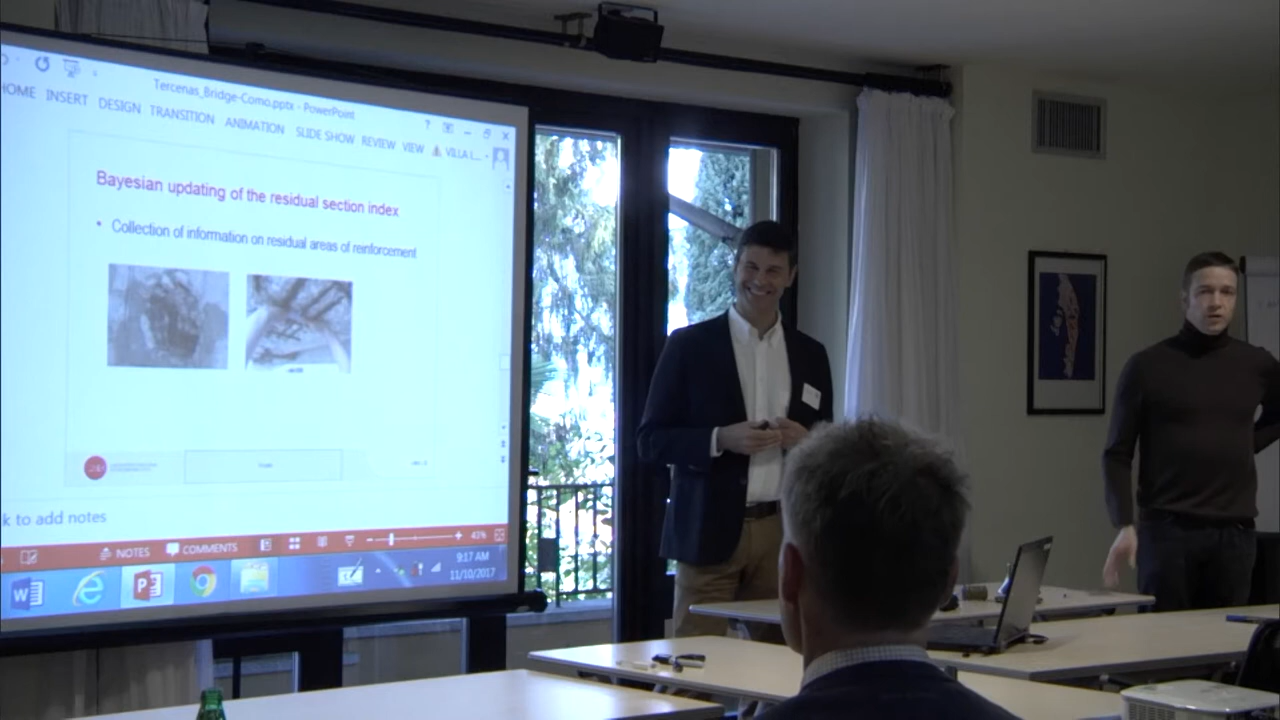 Tercenas_Bridge-Como.pptx - PowerPoint
HOME INSERT DESIGN TRANSITION ANIMATION SLIDE SHOW REVIEW VIEW VILLA L...
Bayesian updating of the residual section index
• Collection of information on residual areas of reinforcement
k to add notes
NOTES COMMENTS 45%
9:17 AM
11/10/2017